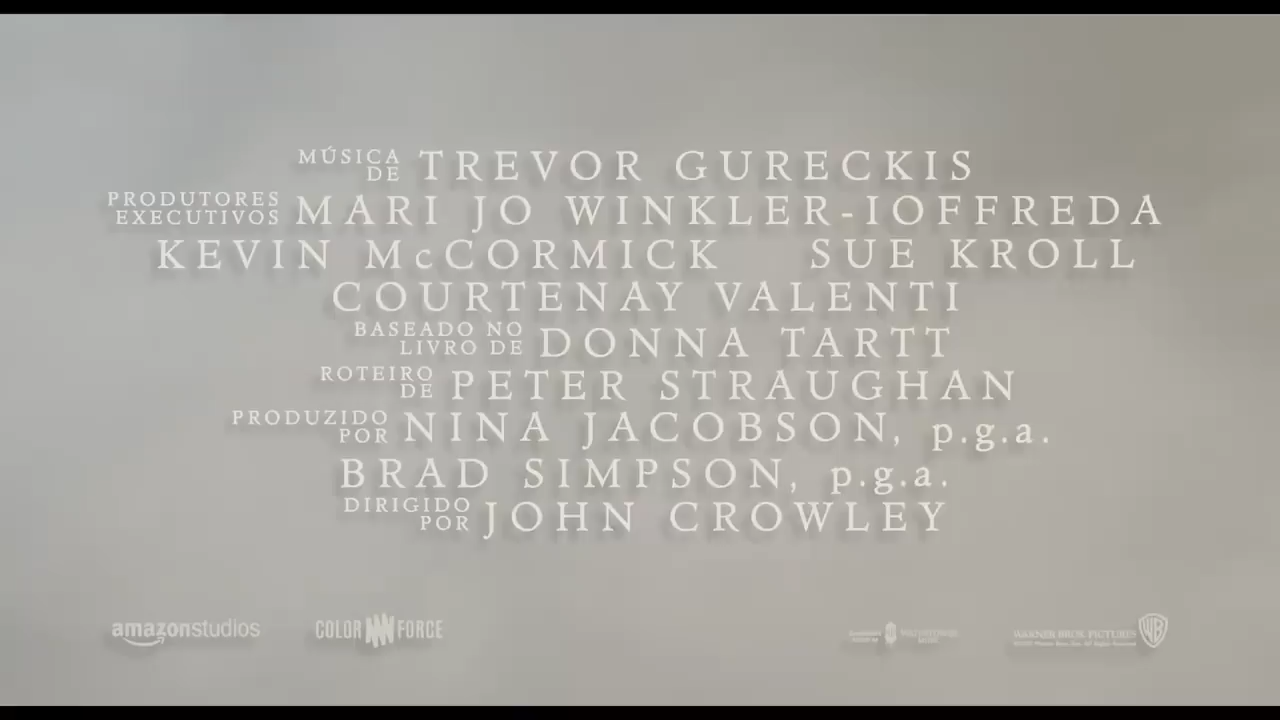 MÚSICA DE TREVOR GURECKIS
PRODUTORES EXECUTIVOS MARI JO WINKLER-IOFFREDA
KEVIN McCORMICK SUE KROLL
COURTENAY VALENTI
BASEADO NO LIVRO DE DONNA TARTT
ROTEIRO DE PETER STRAUGHAN
PRODUZIDO POR NINA JACOBSON, p.g.a.
BRAD SIMPSON, p.g.a.
DIRIGIDO POR JOHN CROWLEY
amazonstudios COLOR FORCE WARNER BROS. PICTURES WB